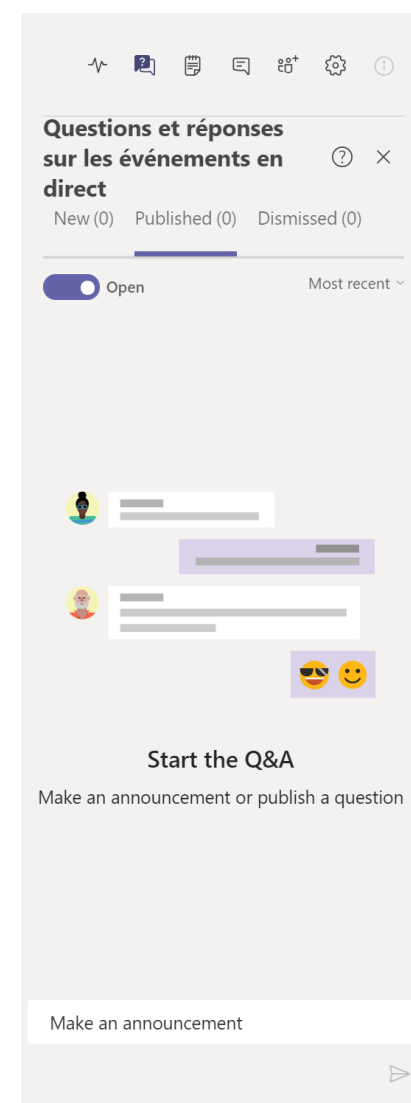 Questions et réponses
sur les événements en
direct
New (0) Published (0) Dismissed (0)
Open Most recent
Start the Q&A
Make an announcement or publish a question
Make an announcement